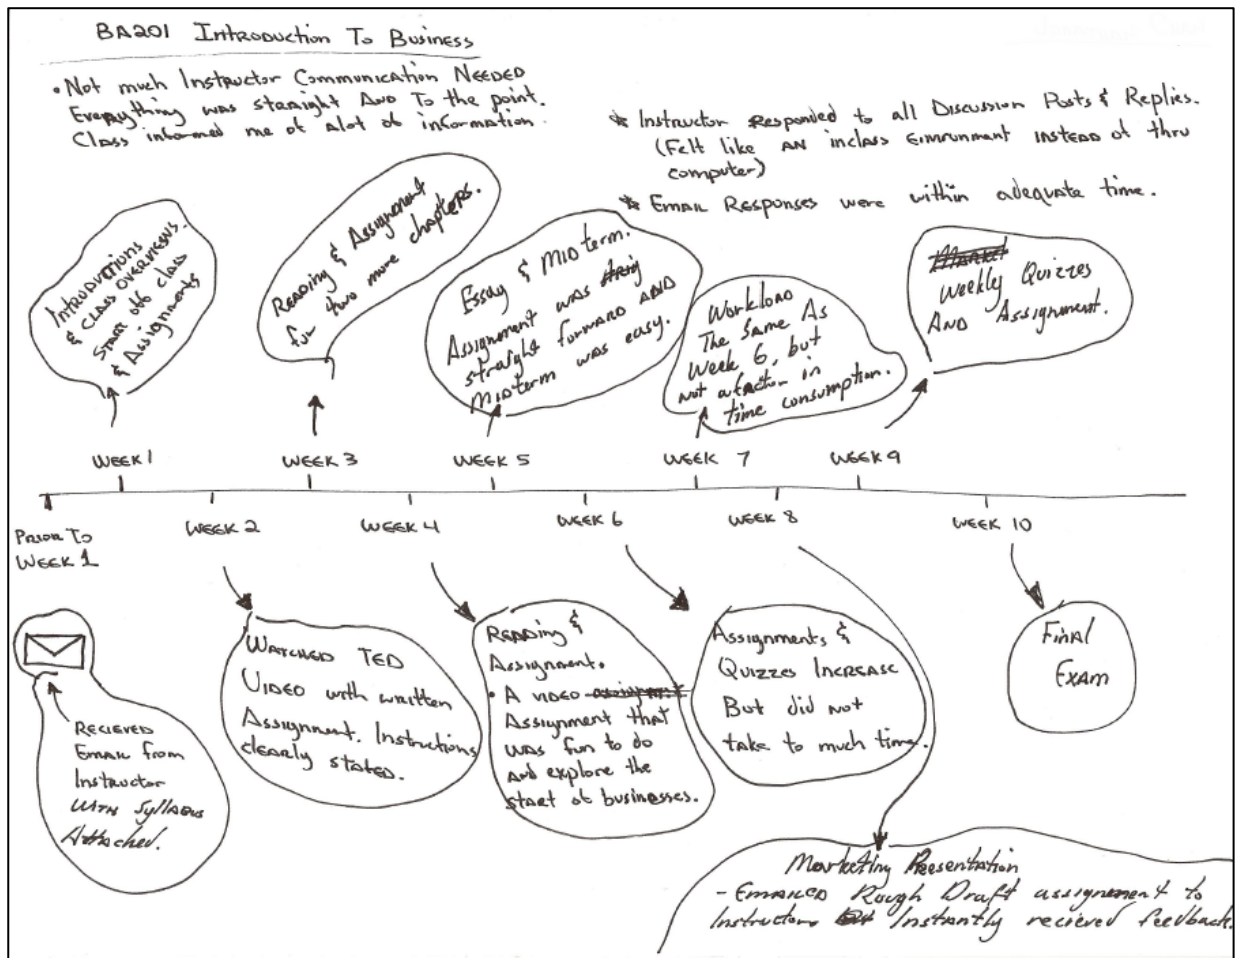 BA201 Introduction To Business
• Not much Instructor Communication Needed
Everything was straight And To the point.
Class informed me of alot of information.
* Instructor Responded to all Discussion Posts & Replies.
(Felt like an inclass Eivirunment instead of thru
computer)
* Email Responses were within adequate time.
Introductions
& class overviews.
Start off class
& Assignments
Reading & Assignement
for two more chapters.
Essay & Midterm.
Assignment was
straight forward and
Midterm was easy.
Workload
The Same As
Week 6, but
not a factor in
time consumption.
Weekly Quizzes
And Assignment.
Week 1
Week 3
Week 5
Week 7
Week 9
Prior To
Week 1
Week 2
Week 4
Week 6
Week 8
Week 10
Recieved
Email from
Instructor
with Syllabus
Attached.
Watched TED
Video with written
Assignment. Instructions
clearly stated.
Reading &
Assignment.
• A video assignment
Assignment that
was fun to do
and explore the
start of businesses.
Assignments &
Quizzes Increase
But did not
take to much time.
Final
Exam
Marketing Presentation
- Emailed Rough Draft assignment to
Instructor Instantly recieved feedback.